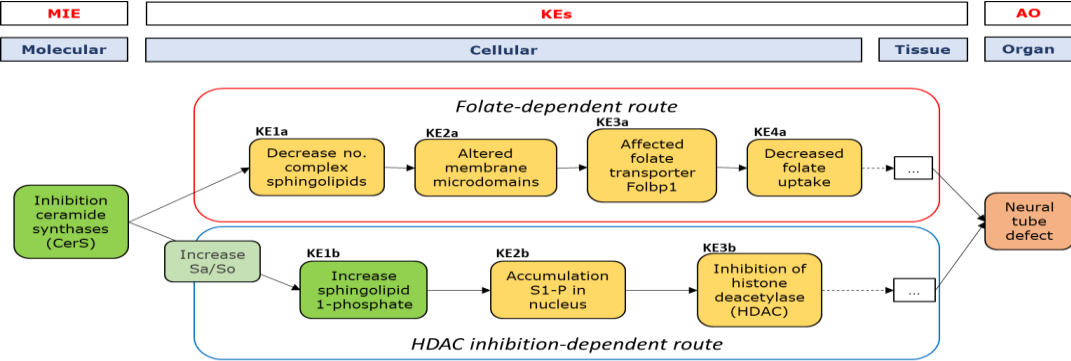 MIE
KEs
AO
Molecular
Cellular
Tissue
Organ
Folate-dependent route
KE1a
KE2a
KE3a
KE4a
Decrease no.
complex
sphingolipids
Altered
membrane
microdomains
Affected
folate
transporter
Folbp1
Decreased
folate
uptake
...
Inhibition
ceramide
synthases
(CerS)
Neural
tube
defect
Increase
Sa/So
KE1b
KE2b
KE3b
Increase
sphingolipid
1-phosphate
Accumulation
S1-P in
nucleus
Inhibition of
histone
deacetylase
(HDAC)
...
HDAC inhibition-dependent route